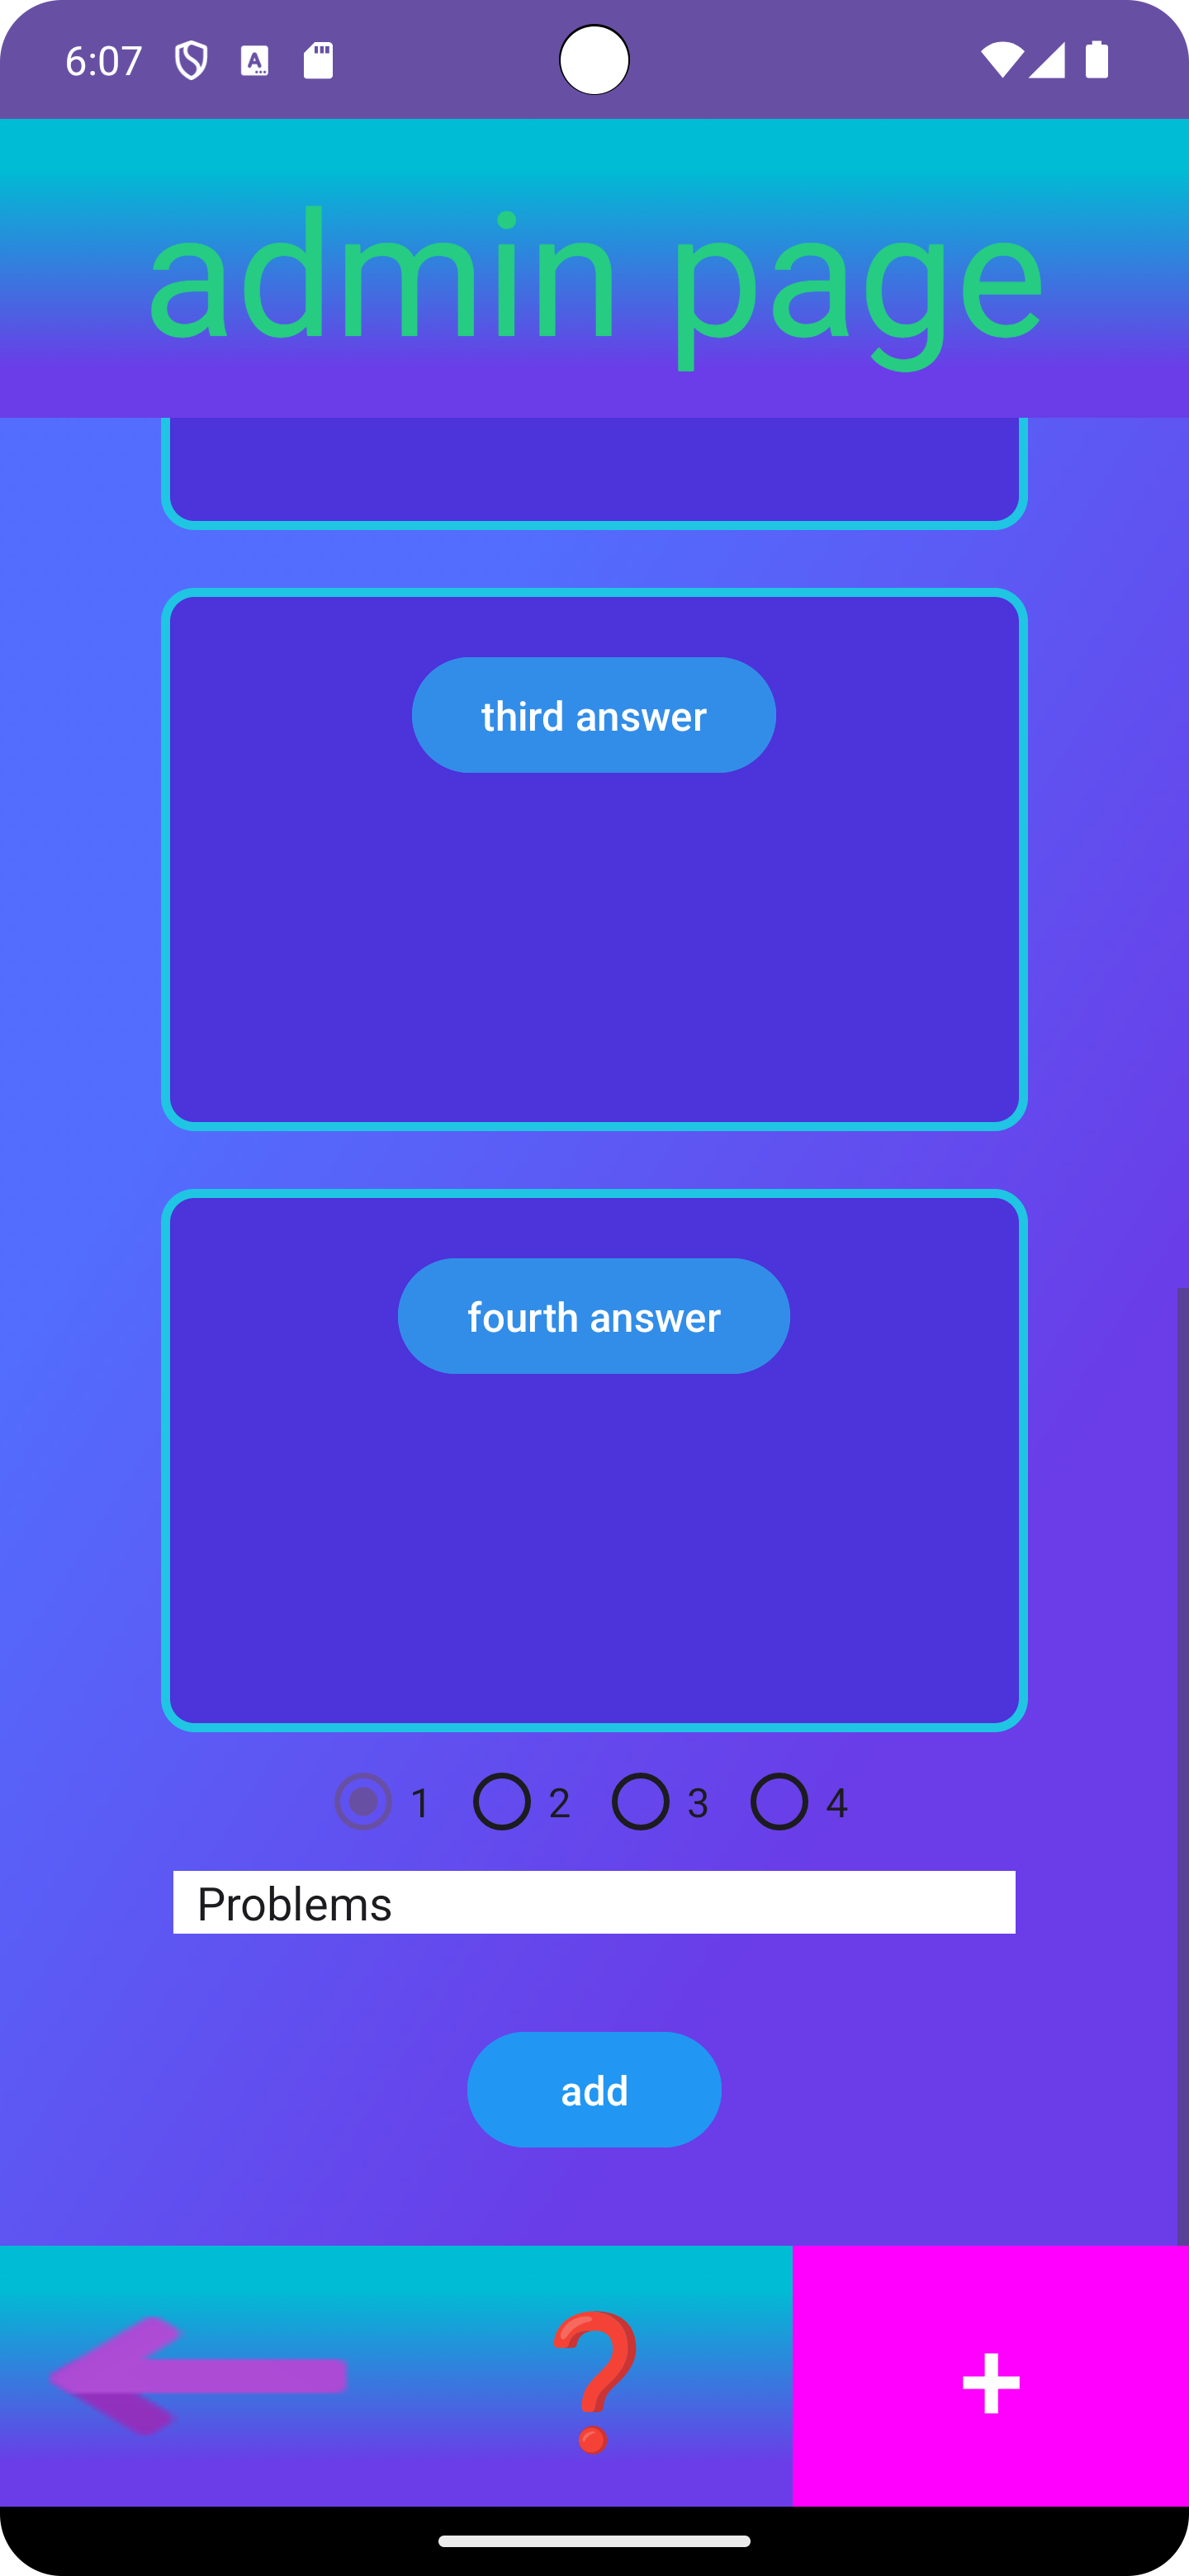 6:07
admin page
third answer
fourth answer
1 2 3 4
Problems
add
❓ +